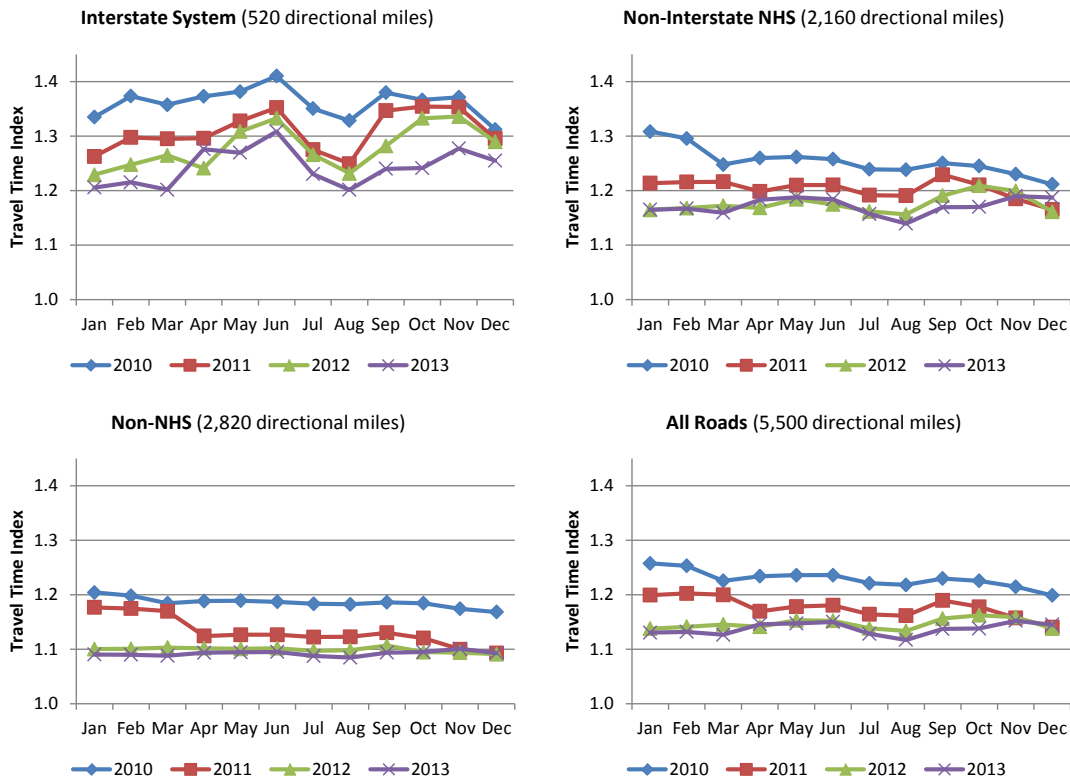 Interstate System (520 directional miles)
Travel Time Index
1.4
1.3
1.2
1.1
1.0
Jan Feb Mar Apr May Jun Jul Aug Sep Oct Nov Dec
2010 2011 2012 2013
Non-Interstate NHS (2,160 drectional miles)
Travel Time Index
1.4
1.3
1.2
1.1
1.0
Jan Feb Mar Apr May Jun Jul Aug Sep Oct Nov Dec
2010 2011 2012 2013
Non-NHS (2,820 directional miles)
Travel Time Index
1.4
1.3
1.2
1.1
1.0
Jan Feb Mar Apr May Jun Jul Aug Sep Oct Nov Dec
2010 2011 2012 2013
All Roads (5,500 directional miles)
Travel Time Index
1.4
1.3
1.2
1.1
1.0
Jan Feb Mar Apr May Jun Jul Aug Sep Oct Nov Dec
2010 2011 2012 2013